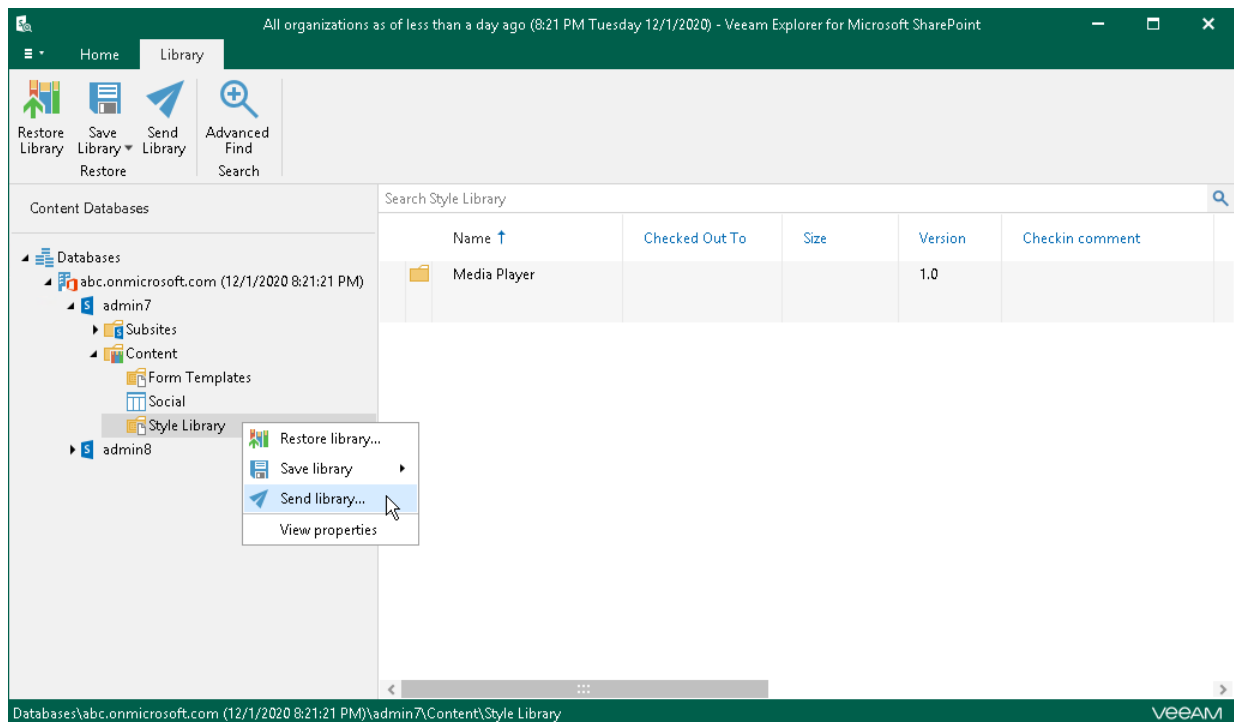 All organizations as of less than a day ago (8:21 PM Tuesday 12/1/2020) - Veeam Explorer for Microsoft SharePoint
Home Library
Restore Library
Save Library
Send Library
Advanced Find
Restore Search
Content Databases
Search Style Library
Name Checked Out To Size Version Checkin comment
Media Player 1.0
Databases
abc.onmicrosoft.com (12/1/2020 8:21:21 PM)
admin7
Subsites
Content
Form Templates
Social
Style Library
admin8
Restore library...
Save library
Send library...
View properties
Databases\abc.onmicrosoft.com (12/1/2020 8:21:21 PM)\admin7\Content\Style Library
VEEAM